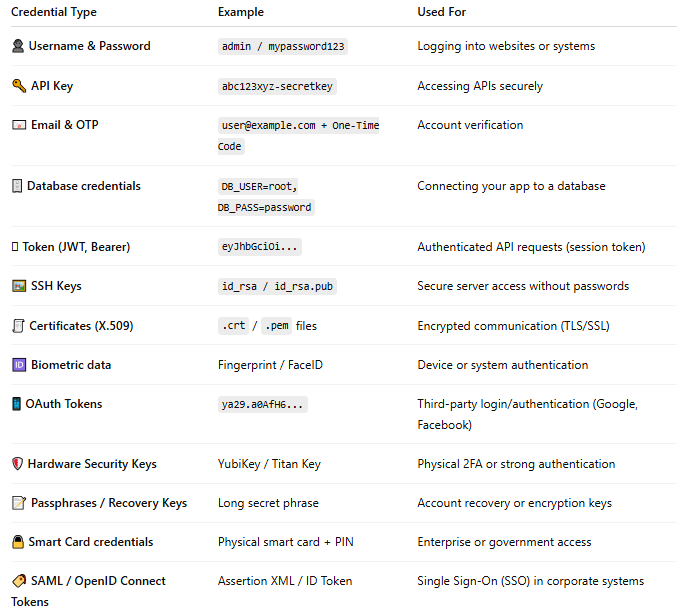 Credential Type Example Used For
Username & Password admin / mypassword123 Logging into websites or systems
API Key abc123xyz-secretkey Accessing APIs securely
Email & OTP user@example.com + One-Time Account verification
Code
Database credentials DB_USER=root, Connecting your app to a database
DB_PASS=password
Token (JWT, Bearer) eyJhbGciOi... Authenticated API requests (session token)
SSH Keys id_rsa / id_rsa.pub Secure server access without passwords
Certificates (X.509) .crt / .pem files Encrypted communication (TLS/SSL)
ID Biometric data Fingerprint / FaceID Device or system authentication
OAuth Tokens ya29.a0AfH6... Third-party login/authentication (Google,
Facebook)
Hardware Security Keys YubiKey / Titan Key Physical 2FA or strong authentication
Passphrases / Recovery Keys Long secret phrase Account recovery or encryption keys
Smart Card credentials Physical smart card + PIN Enterprise or government access
SAML / OpenID Connect Assertion XML / ID Token Single Sign-On (SSO) in corporate systems
Tokens